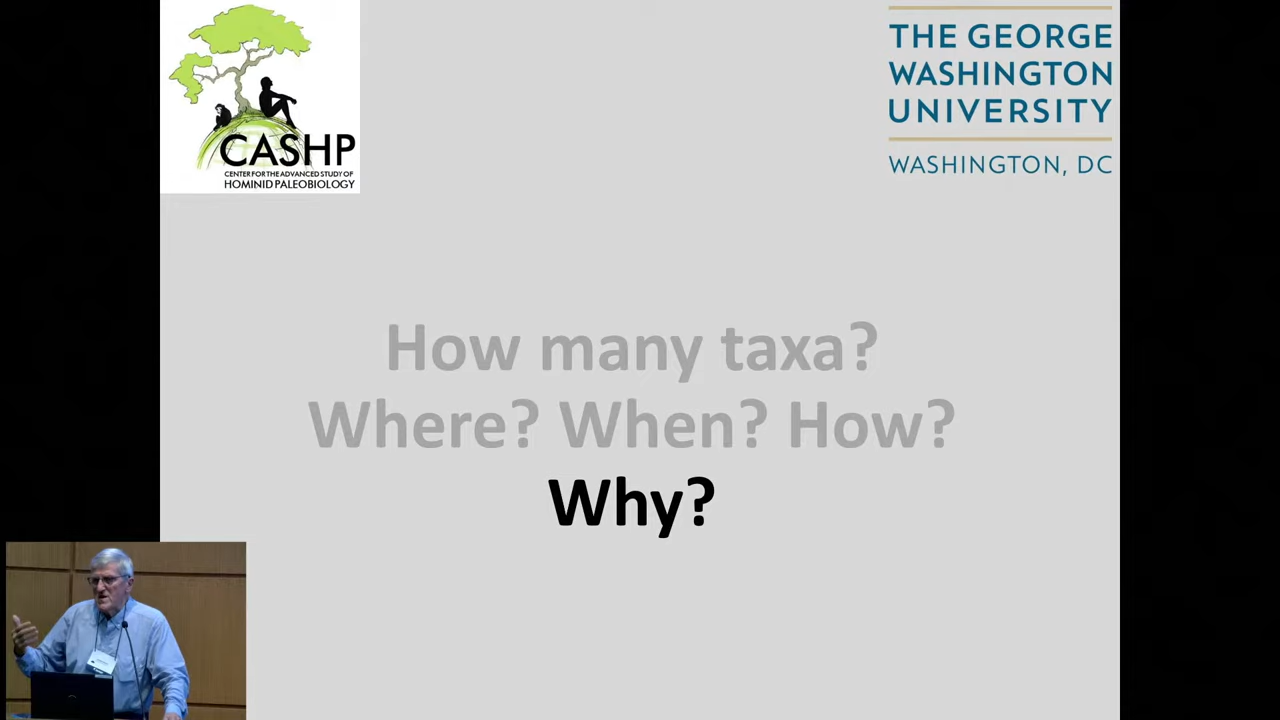 CASHP
CENTER FOR THE ADVANCED STUDY OF
HOMINID PALEOBIOLOGY
THE GEORGE
WASHINGTON
UNIVERSITY
WASHINGTON, DC
How many taxa?
Where? When? How?
Why?